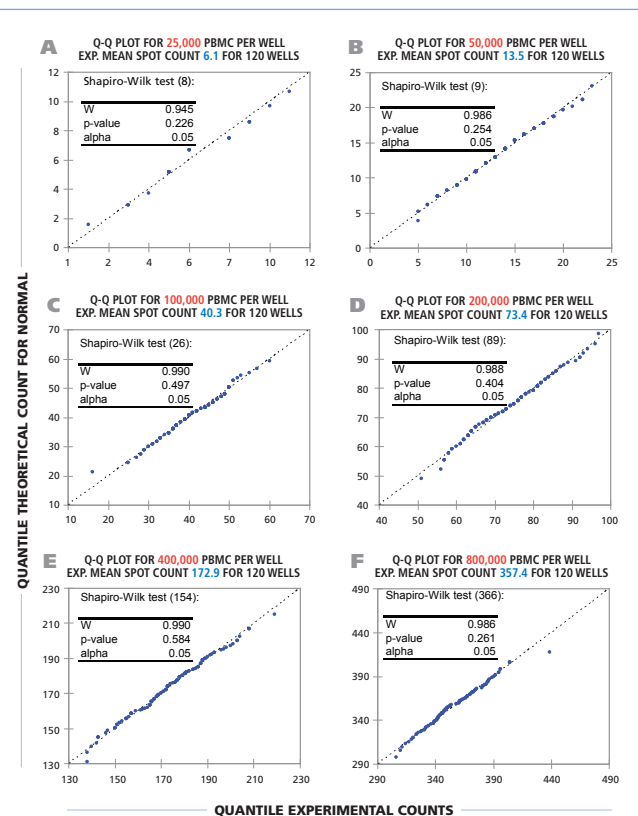 QUANTILE THEORETICAL COUNT FOR NORMAL
A
Q-Q PLOT FOR 25,000 PBMC PER WELL
EXP. MEAN SPOT COUNT 6.1 FOR 120 WELLS
Shapiro-Wilk test (8):
W 0.945
p-value 0.226
alpha 0.05
12
10
8
6
4
2
0
1 2 4 6 7 10 12
B
Q-Q PLOT FOR 50,000 PBMC PER WELL
EXP. MEAN SPOT COUNT 13.5 FOR 120 WELLS
Shapiro-Wilk test (9):
W 0.986
p-value 0.254
alpha 0.05
25
20
15
10
5
0
0 5 10 15 20 25
C
Q-Q PLOT FOR 100,000 PBMC PER WELL
EXP. MEAN SPOT COUNT 40.3 FOR 120 WELLS
Shapiro-Wilk test (26):
W 0.990
p-value 0.497
alpha 0.05
70
60
50
40
30
20
10
10 20 30 40 50 60 70
D
Q-Q PLOT FOR 200,000 PBMC PER WELL
EXP. MEAN SPOT COUNT 73.4 FOR 120 WELLS
Shapiro-Wilk test (89):
W 0.988
p-value 0.404
alpha 0.05
100
90
80
70
60
50
40
40 50 60 70 80 90 100
E
Q-Q PLOT FOR 400,000 PBMC PER WELL
EXP. MEAN SPOT COUNT 172.9 FOR 120 WELLS
Shapiro-Wilk test (154):
W 0.990
p-value 0.584
alpha 0.05
230
210
190
170
150
130
130 150 170 190 210 230
F
Q-Q PLOT FOR 800,000 PBMC PER WELL
EXP. MEAN SPOT COUNT 357.4 FOR 120 WELLS
Shapiro-Wilk test (366):
W 0.986
p-value 0.261
alpha 0.05
490
440
390
340
290
290 340 390 440 490
QUANTILE EXPERIMENTAL COUNTS